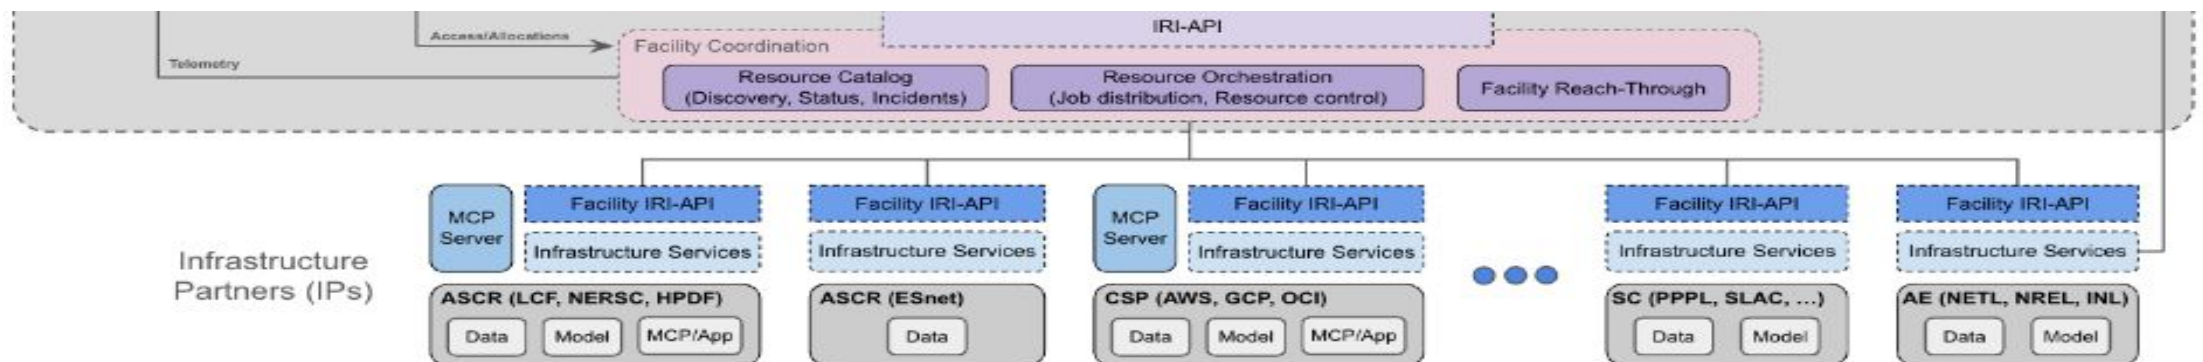 IRI-API
Access/Allocations
Facility Coordination
Telemetry
Resource Catalog
(Discovery, Status, Incidents)
Resource Orchestration
(Job distribution, Resource control)
Facility Reach-Through
Infrastructure
Partners (IPs)
MCP
Server
Facility IRI-API
Infrastructure Services
ASCR (LCF, NERSC, HPDF)
Data
Model
MCP/App
Facility IRI-API
Infrastructure Services
ASCR (ESnet)
Data
MCP
Server
Facility IRI-API
Infrastructure Services
CSP (AWS, GCP, OCI)
Data
Model
MCP/App
Facility IRI-API
Infrastructure Services
SC (PPPL, SLAC, ...)
Data
Model
Facility IRI-API
Infrastructure Services
AE (NETL, NREL, INL)
Data
Model